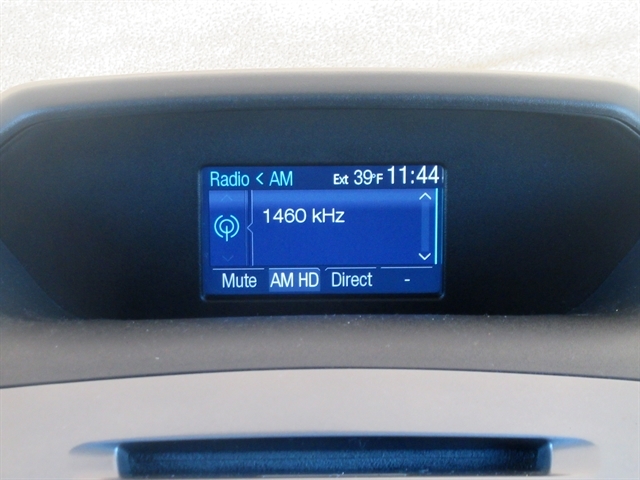 Radio < AM Ext 39°F 11:44
1460 kHz
Mute AM HD Direct -